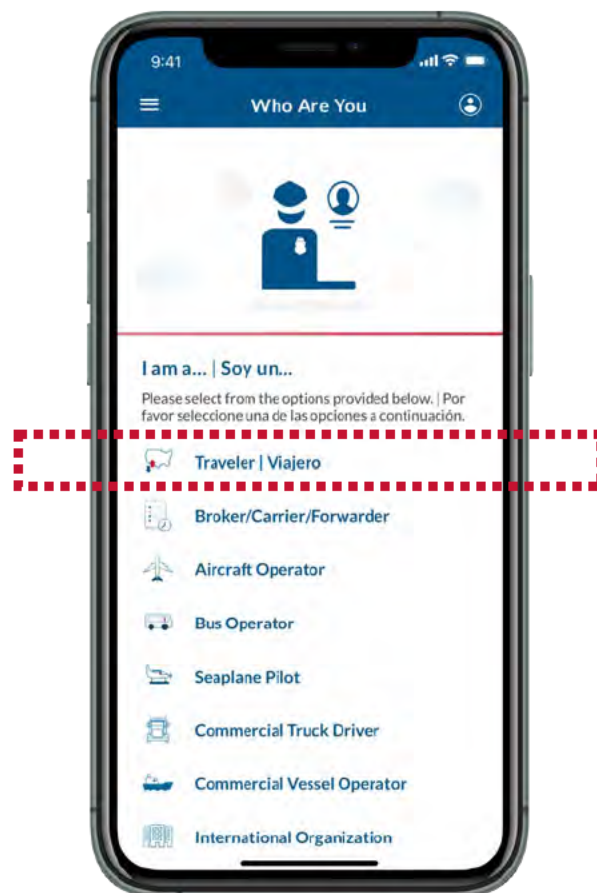 9:41
Who Are You
I am a... | Soy un...
Please select from the options provided below. | Por
favor seleccione una de las opciones a continuación.
Traveler | Viajero
Broker/Carrier/Forwarder
Aircraft Operator
Bus Operator
Seaplane Pilot
Commercial Truck Driver
Commercial Vessel Operator
International Organization